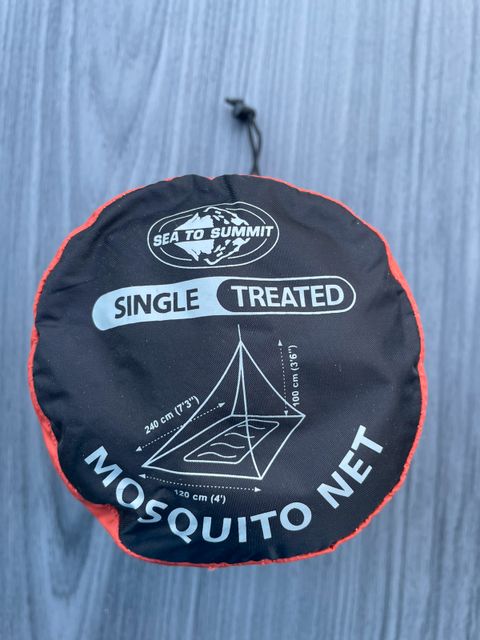 SEA TO SUMMIT
SINGLE TREATED
100 cm (3'6")
240 cm (7'3")
120 cm (4')
MOSQUITO NET